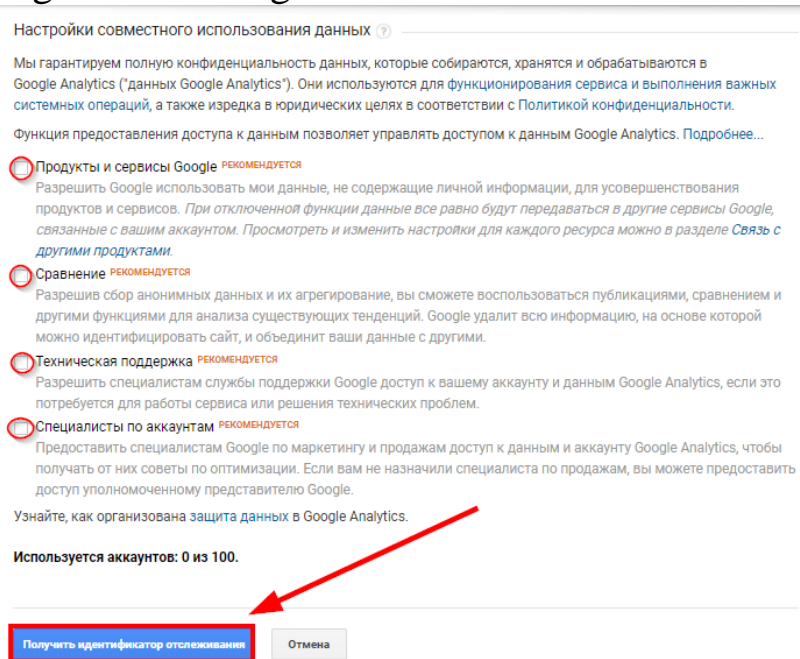 Настройки совместного использования данных ?
Мы гарантируем полную конфиденциальность данных, которые собираются, хранятся и обрабатываются в
Google Analytics ("данных Google Analytics"). Они используются для функционирования сервиса и выполнения важных
системных операций, а также изредка в юридических целях в соответствии с Политикой конфиденциальности.
Функция предоставления доступа к данным позволяет управлять доступом к данным Google Analytics. Подробнее...
Продукты и сервисы Google РЕКОМЕНДУЕТСЯ
Разрешить Google использовать мои данные, не содержащие личной информации, для усовершенствования
продуктов и сервисов. При отключенной функции данные все равно будут передаваться в другие сервисы Google,
связанные с вашим аккаунтом. Просмотреть и изменить настройки для каждого ресурса можно в разделе Связь с
другими продуктами.
Сравнение РЕКОМЕНДУЕТСЯ
Разрешив сбор анонимных данных и их агрегирование, вы сможете воспользоваться публикациями, сравнением и
другими функциями для анализа существующих тенденций. Google удалит всю информацию, на основе которой
можно идентифицировать сайт, и объединит ваши данные с другими.
Техническая поддержка РЕКОМЕНДУЕТСЯ
Разрешить специалистам службы поддержки Google доступ к вашему аккаунту и данным Google Analytics, если это
потребуется для работы сервиса или решения технических проблем.
Специалисты по аккаунтам РЕКОМЕНДУЕТСЯ
Предоставить специалистам Google по маркетингу и продажам доступ к данным и аккаунту Google Analytics, чтобы
получать от них советы по оптимизации. Если вам не назначили специалиста по продажам, вы можете предоставить
доступ уполномоченному представителю Google.
Узнайте, как организована защита данных в Google Analytics.
Используется аккаунтов: 0 из 100.
Получить идентификатор отслеживания Отмена